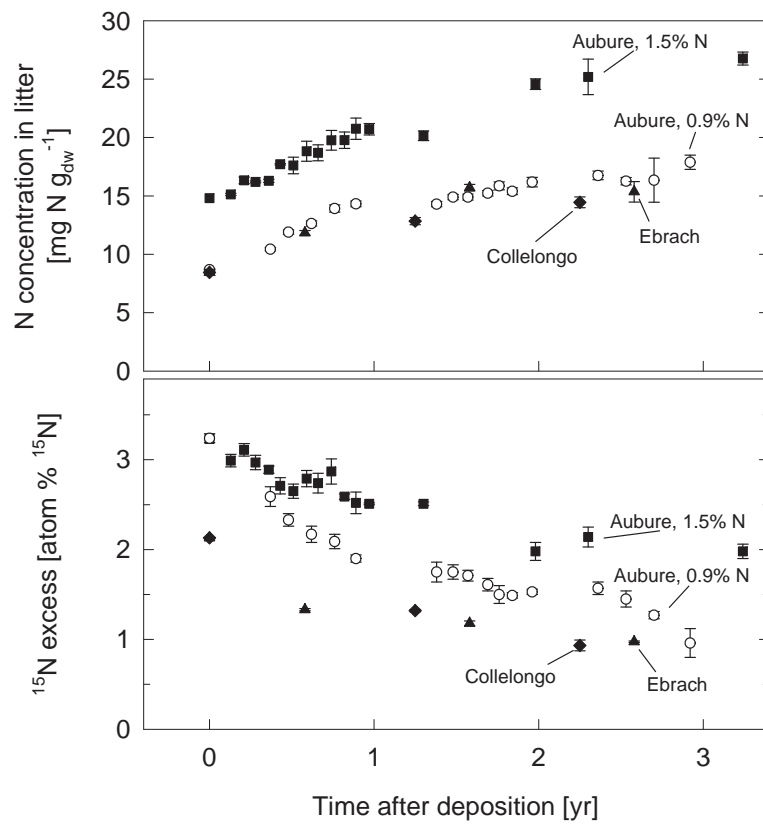 N concentration in litter
[mg N g_dw^-1]
30
25
20
15
10
5
0
Aubure, 1.5% N
Aubure, 0.9% N
Collelongo
Ebrach
^15N excess [atom % ^15N]
3
2
1
0
Aubure, 1.5% N
Aubure, 0.9% N
Collelongo
Ebrach
0 1 2 3
Time after deposition [yr]